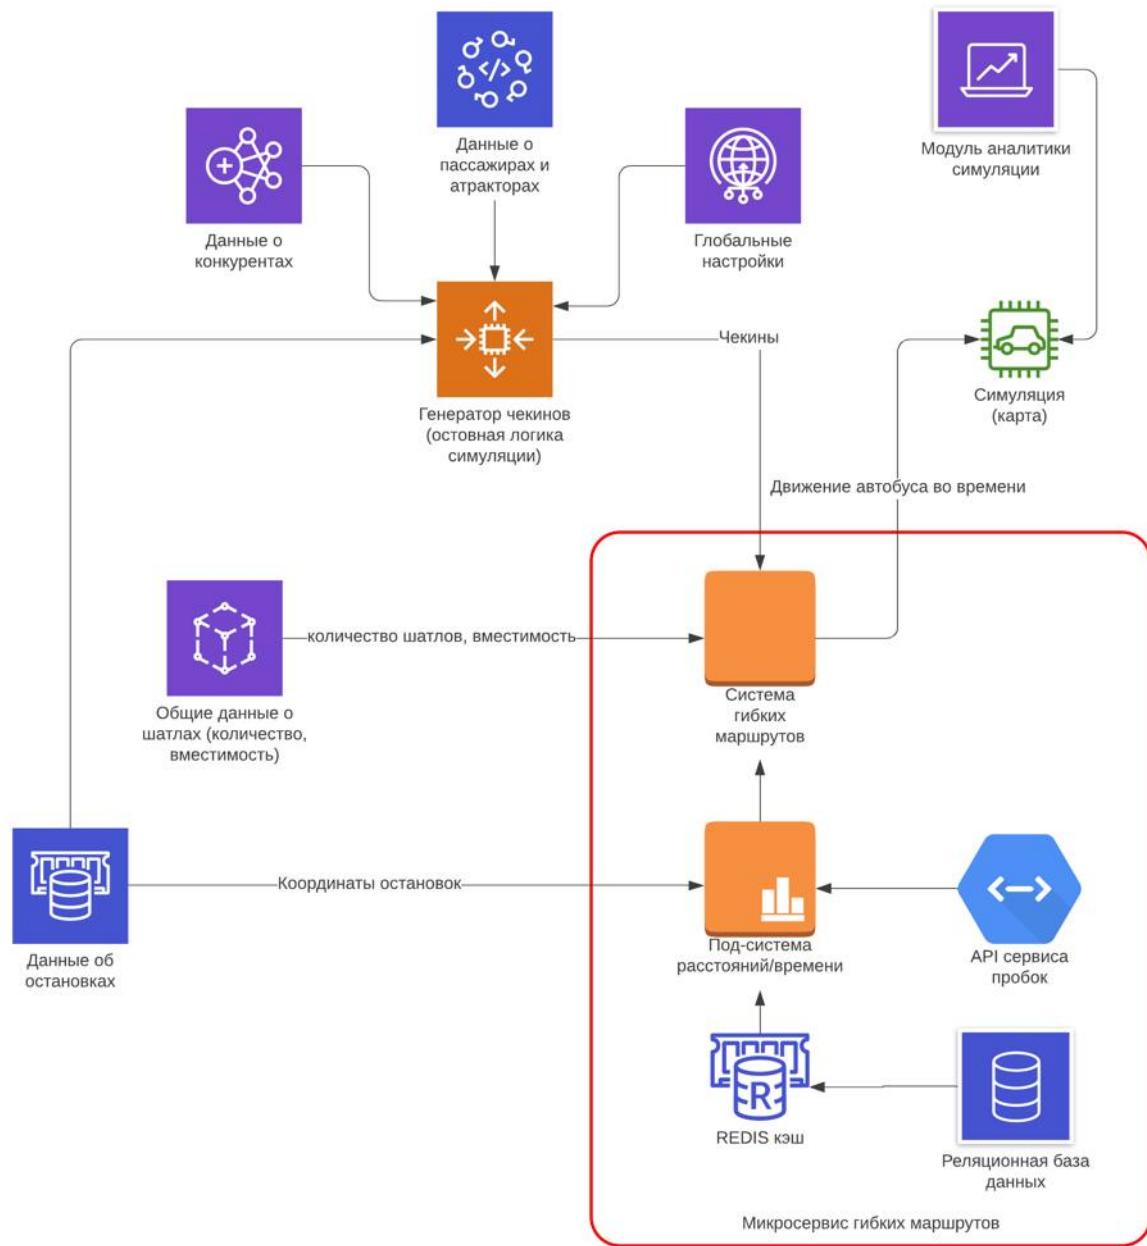 Данные о
пассажирах и
атракторах
Модуль аналитики
симуляции
Данные о
конкурентах
Глобальные
настройки
Чекины
Генератор чекинов
(остовная логика
симуляции)
Симуляция
(карта)
Движение автобуса во времени
количество шатлов, вместимость
Общие данные о
шатлах (количество,
вместимость)
Система
гибких
маршрутов
Координаты остановок
Данные об
остановках
Под-система
расстояний/времени
API сервиса
пробок
R
REDIS кэш
Реляционная база
данных
Микросервис гибких маршрутов